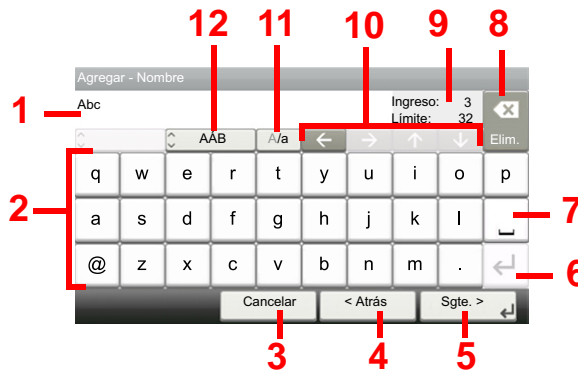 12 11 10 9 8
Agregar - Nombre
1 Abc Ingreso: 3
Límite: 32
AÁB A/a ← → ↑ ↓ Elim.
2 q w e r t y u i o p
a s d f g h j k l 7
@ z x c v b n m . 6
Cancelar < Atrás Sgte. >
3 4 5